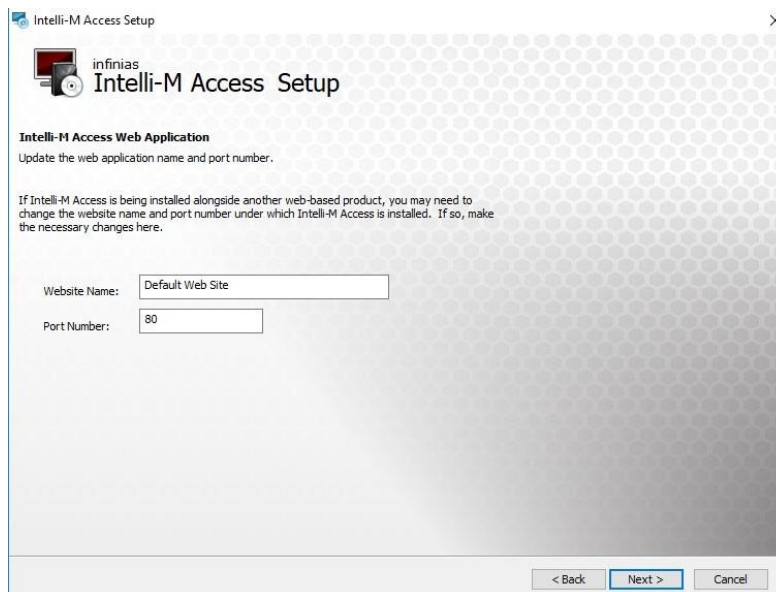 Intelli-M Access Setup
infinias
Intelli-M Access Setup
Intelli-M Access Web Application
Update the web application name and port number.
If Intelli-M Access is being installed alongside another web-based product, you may need to
change the website name and port number under which Intelli-M Access is installed. If so, make
the necessary changes here.
Website Name: Default Web Site
Port Number: 80
< Back Next > Cancel